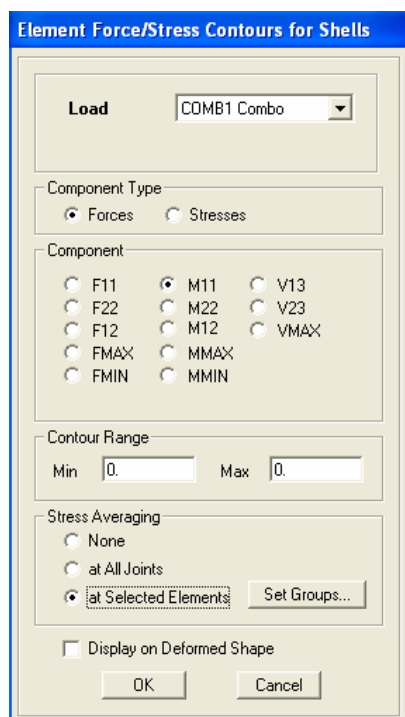 Element Force/Stress Contours for Shells
Load COMB1 Combo
Component Type
Forces Stresses
Component
F11 M11 V13
F22 M22 V23
F12 M12 VMAX
FMAX MMAX
FMIN MMIN
Contour Range
Min 0. Max 0.
Stress Averaging
None
at All Joints
at Selected Elements Set Groups...
Display on Deformed Shape
OK Cancel